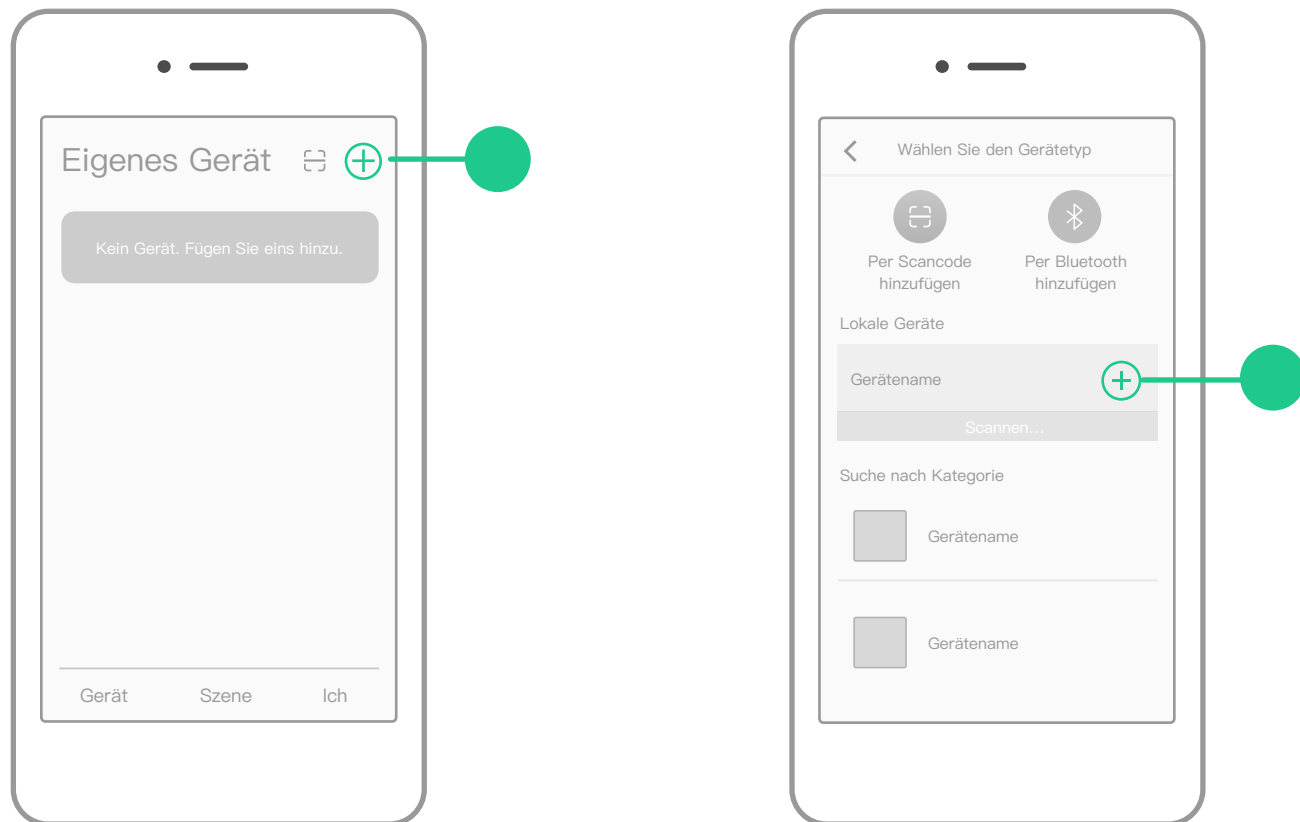 Eigenes Gerät
Kein Gerät. Fügen Sie eins hinzu.
Gerät Szene Ich
Wählen Sie den Gerätetyp
Per Scancode
hinzufügen
Per Bluetooth
hinzufügen
Lokale Geräte
Gerätename
Scannen...
Suche nach Kategorie
Gerätename
Gerätename